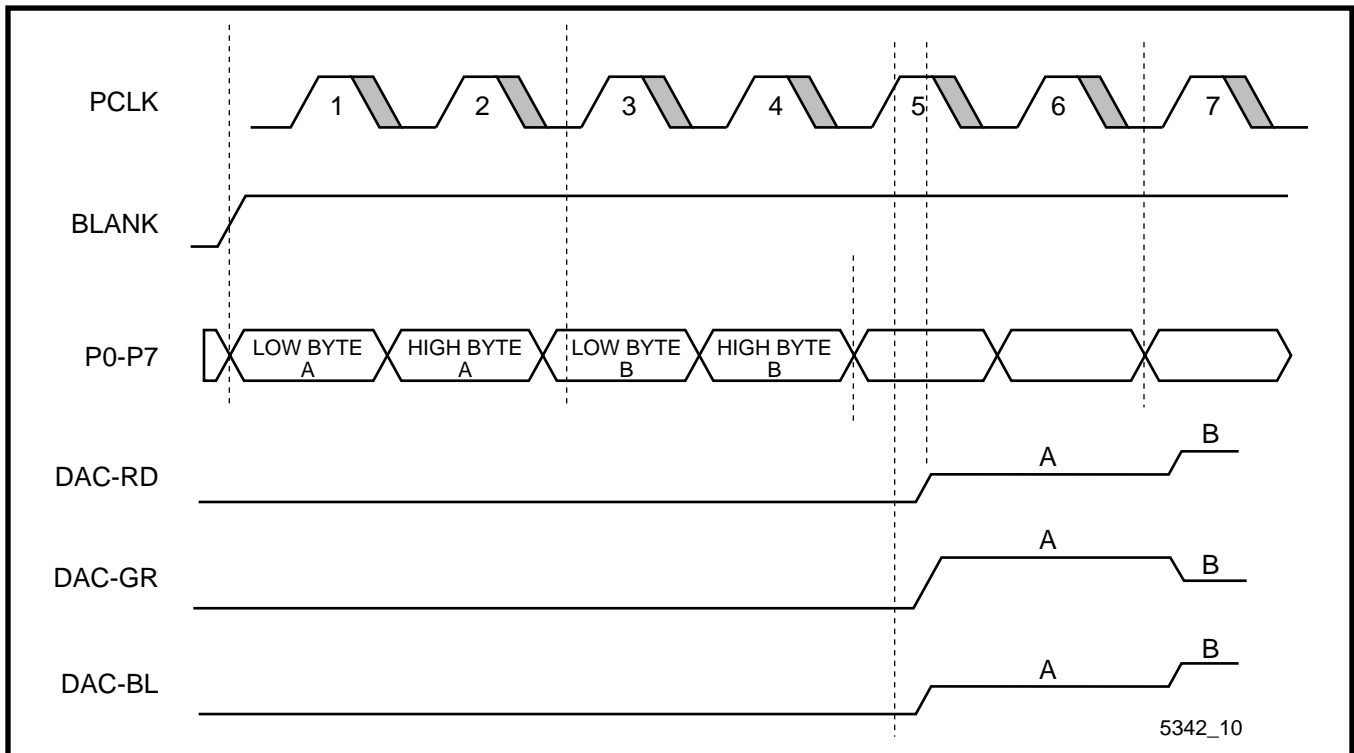 PCLK
1 2 3 4 5 6 7
BLANK
P0-P7
LOW BYTE
A
HIGH BYTE
A
LOW BYTE
B
HIGH BYTE
B
DAC-RD
A
B
DAC-GR
A
B
DAC-BL
A
B
5342_10